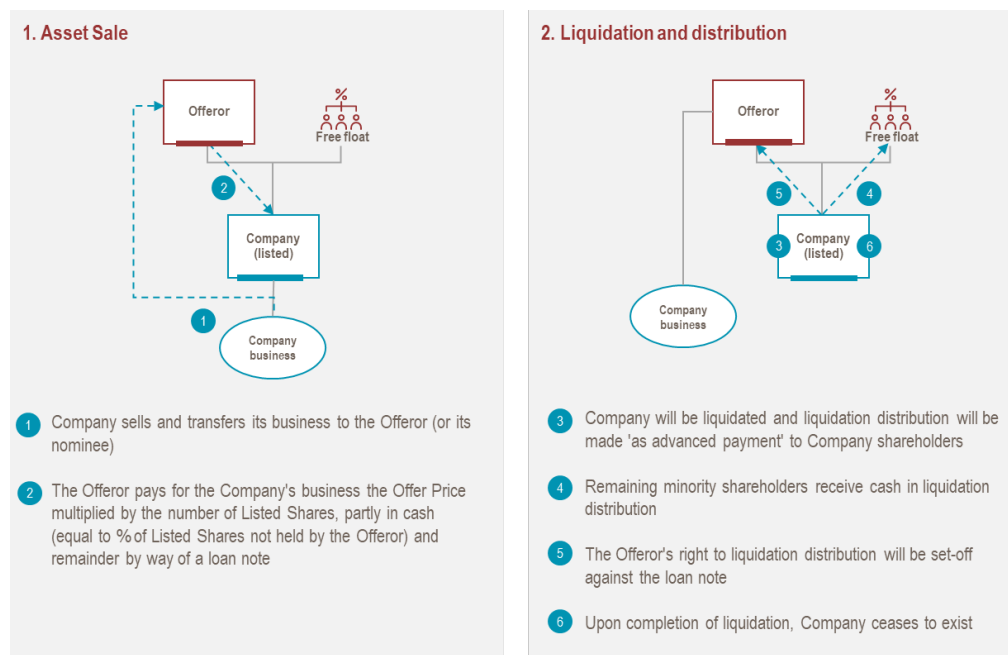 1. Asset Sale
Offeror
%
Free float
2
Company
(listed)
1
Company
business
1
Company sells and transfers its business to the Offeror (or its
nominee)
2
The Offeror pays for the Company's business the Offer Price
multiplied by the number of Listed Shares, partly in cash
(equal to % of Listed Shares not held by the Offeror) and
remainder by way of a loan note
2. Liquidation and distribution
Offeror
%
Free float
5
4
3
Company
(listed)
6
Company
business
3
Company will be liquidated and liquidation distribution will be
made 'as advanced payment' to Company shareholders
4
Remaining minority shareholders receive cash in liquidation
distribution
5
The Offeror's right to liquidation distribution will be set-off
against the loan note
6
Upon completion of liquidation, Company ceases to exist